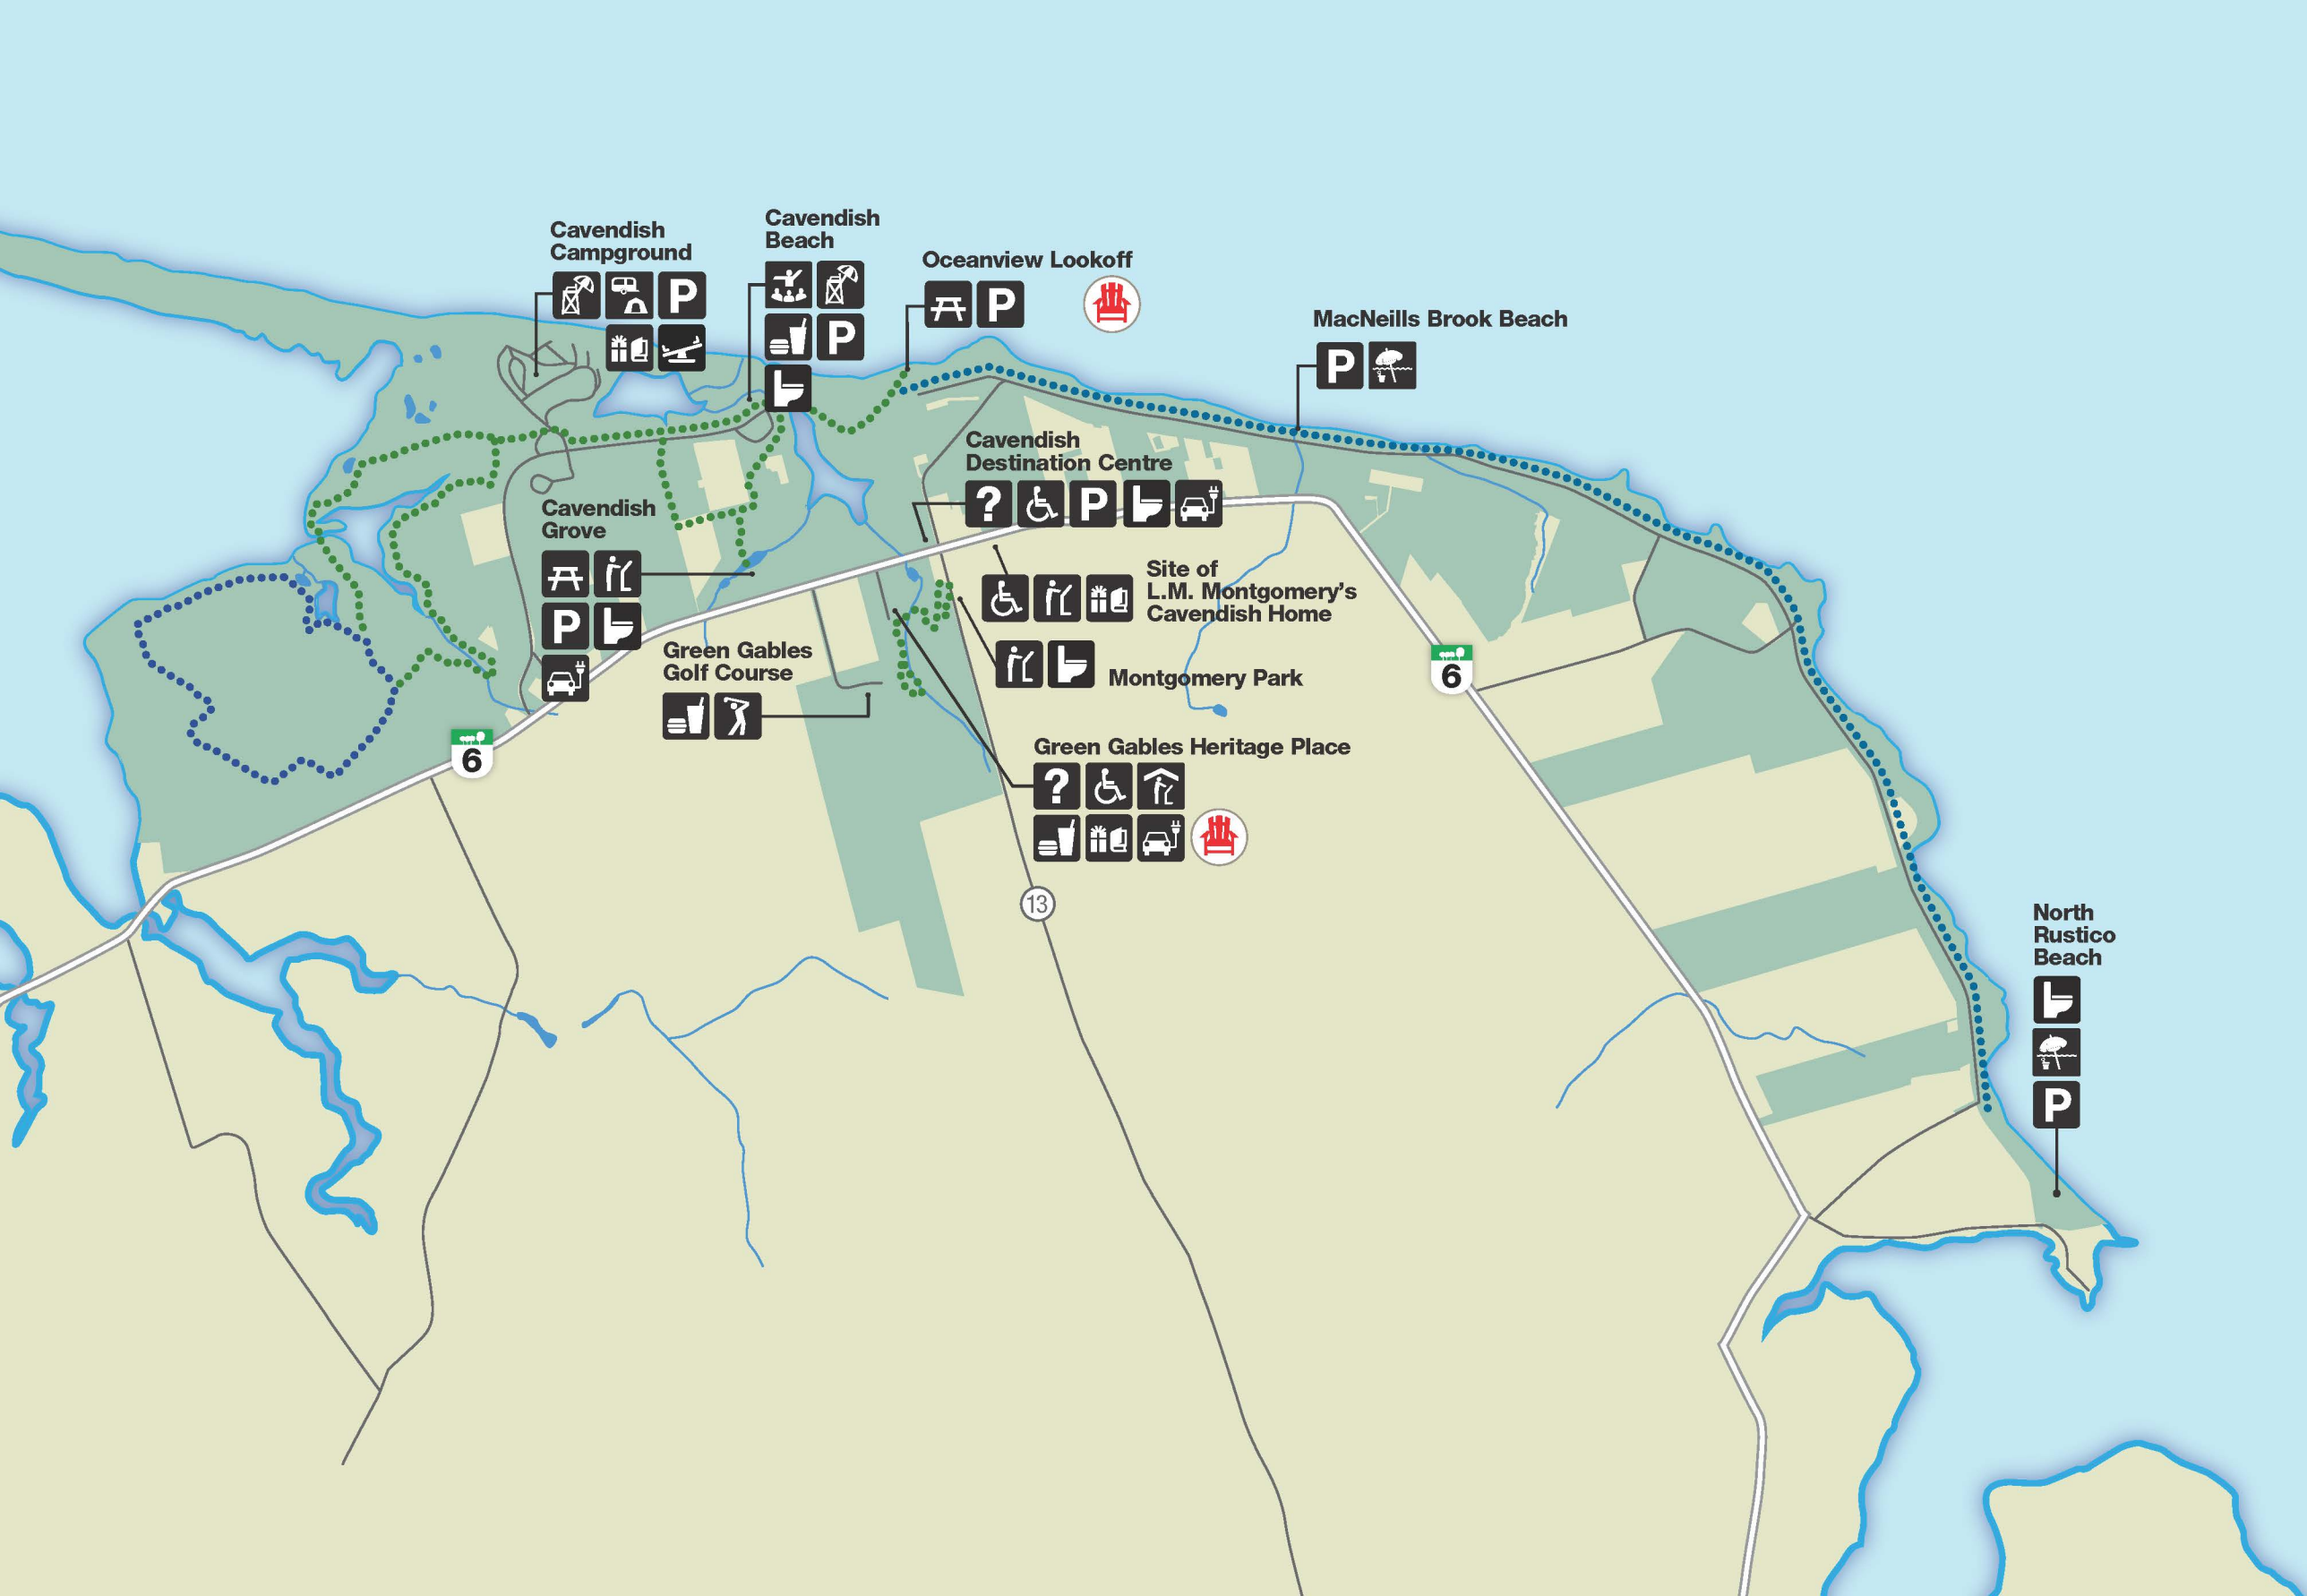 Cavendish
Campground
P
Cavendish
Beach
P
Oceanview Lookoff
P
MacNeills Brook Beach
P
Cavendish
Destination Centre
? P
Cavendish
Grove
P
Site of
L.M. Montgomery's
Cavendish Home
Green Gables
Golf Course
Montgomery Park
6
6
Green Gables Heritage Place
?
13
North
Rustico
Beach
P